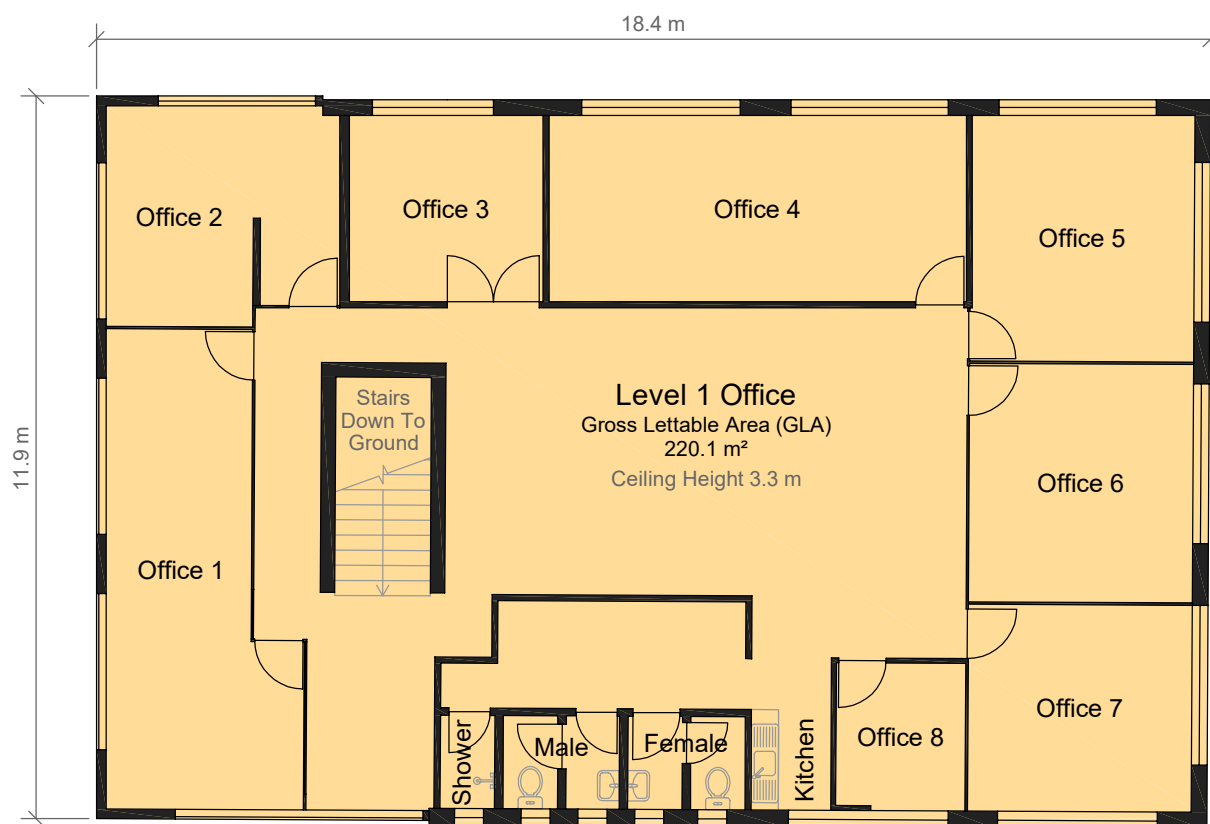 18.4 m
11.9 m
Office 2
Office 3
Office 4
Office 5
Stairs
Down To
Ground
Level 1 Office
Gross Lettable Area (GLA)
220.1 m²
Ceiling Height 3.3 m
Office 6
Office 1
Office 7
Shower
Male
Female
Kitchen
Office 8